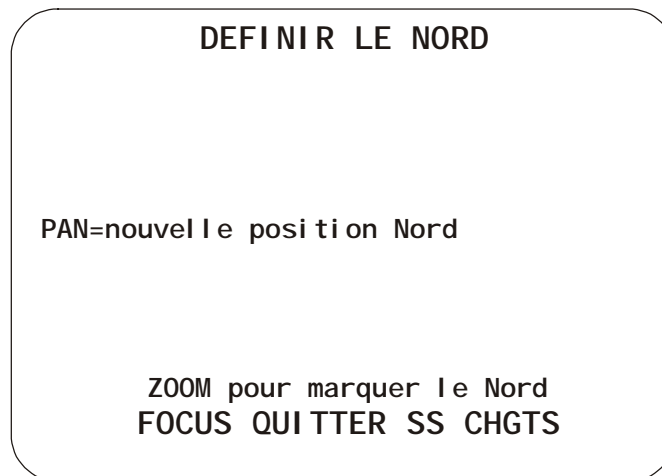 DEFINIR LE NORD
PAN=nouvelle position Nord
ZOOM pour marquer le Nord
FOCUS QUITTER SS CHGTS